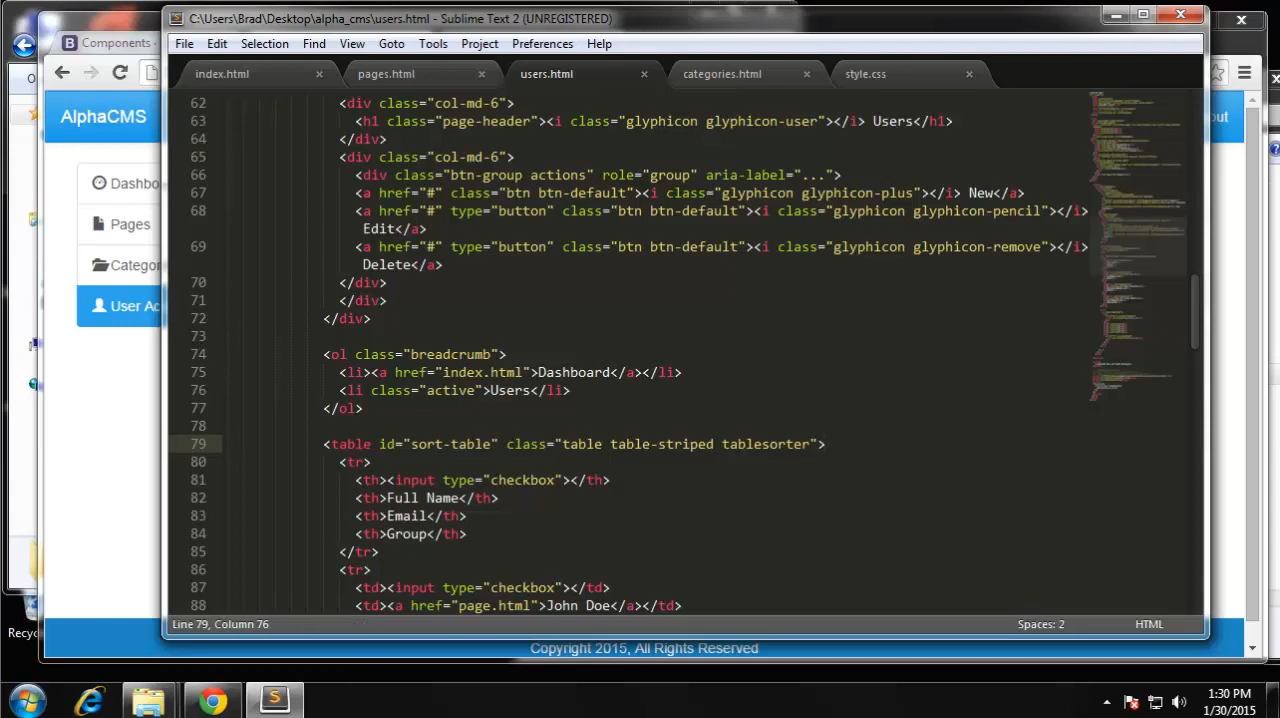 C:\Users\Brad\Desktop\alpha_cms\users.html - Sublime Text 2 (UNREGISTERED)
File Edit Selection Find View Goto Tools Project Preferences Help
Components -
index.html pages.html users.html categories.html style.css
AlphaCMS
out
Dashbo
Pages
Categor
User Ac
62 <div class="col-md-6">
63 <h1 class="page-header"><i class="glyphicon glyphicon-user"></i> Users</h1>
64 </div>
65 <div class="col-md-6">
66 <div class="btn-group actions" role="group" aria-label="...">
67 <a href="#" class="btn btn-default"><i class="glyphicon glyphicon-plus"></i> New</a>
68 <a href="#" type="button" class="btn btn-default"><i class="glyphicon glyphicon-pencil"></i>
Edit</a>
69 <a href="#" type="button" class="btn btn-default"><i class="glyphicon glyphicon-remove"></i>
Delete</a>
70 </div>
71 </div>
72 </div>
73
74 <ol class="breadcrumb">
75 <li><a href="index.html">Dashboard</a></li>
76 <li class="active">Users</li>
77 </ol>
78
79 <table id="sort-table" class="table table-striped tablesorter">
80 <tr>
81 <th><input type="checkbox"></th>
82 <th>Full Name</th>
83 <th>Email</th>
84 <th>Group</th>
85 </tr>
86 <tr>
87 <td><input type="checkbox"></td>
88 <td><a href="page.html">John Doe</a></td>
Line 79, Column 76 Spaces: 2 HTML
Recyc
Copyright 2015, All Rights Reserved
1:30 PM
1/30/2015